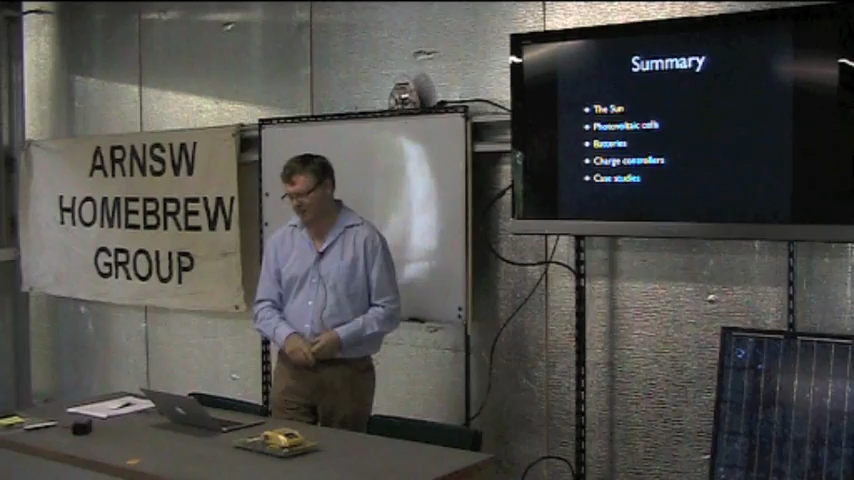 ARNSW
HOMEBREW
GROUP
Summary
The Sun
Photovoltaic cells
Batteries
Charge controllers
Case studies